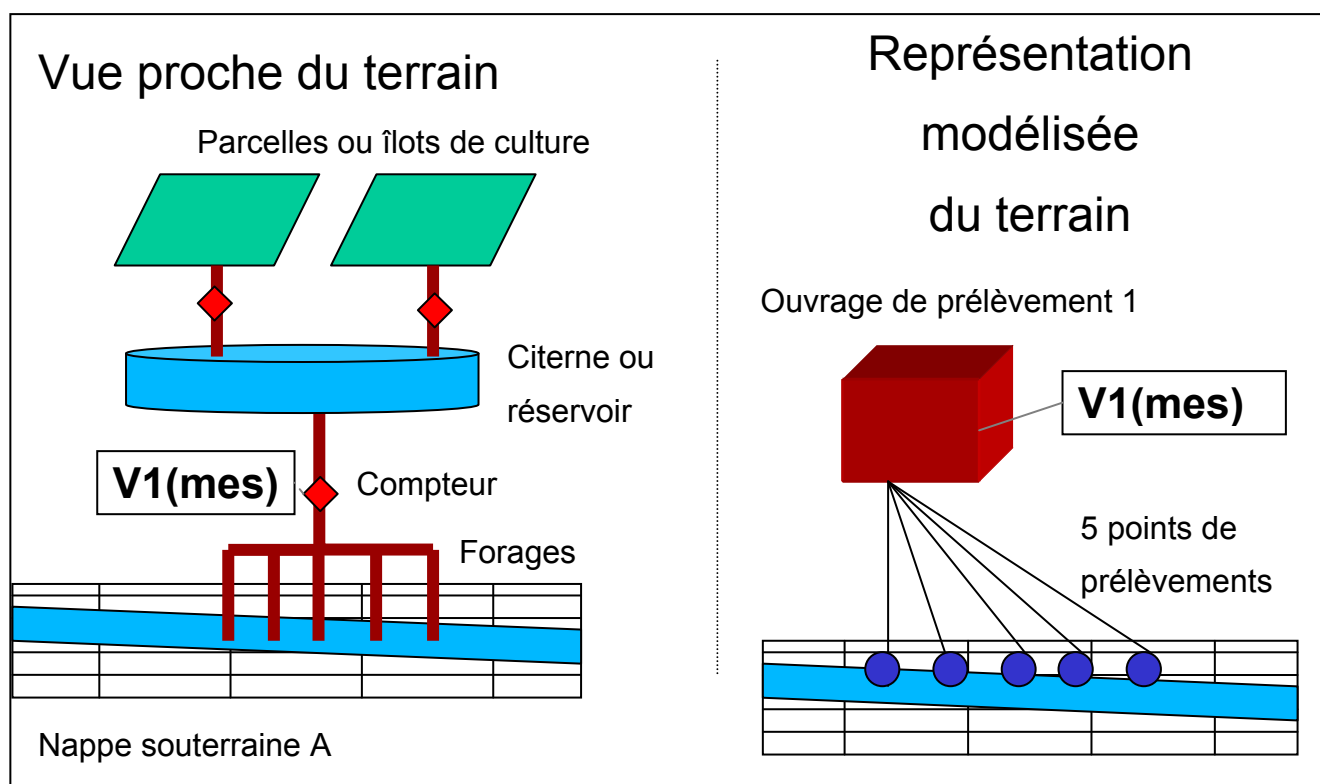 Vue proche du terrain
Parcelles ou îlots de culture
Citerne ou
réservoir
V1(mes)
Compteur
Forages
Nappe souterraine A
Représentation
modélisée
du terrain
Ouvrage de prélèvement 1
V1(mes)
5 points de
prélèvements